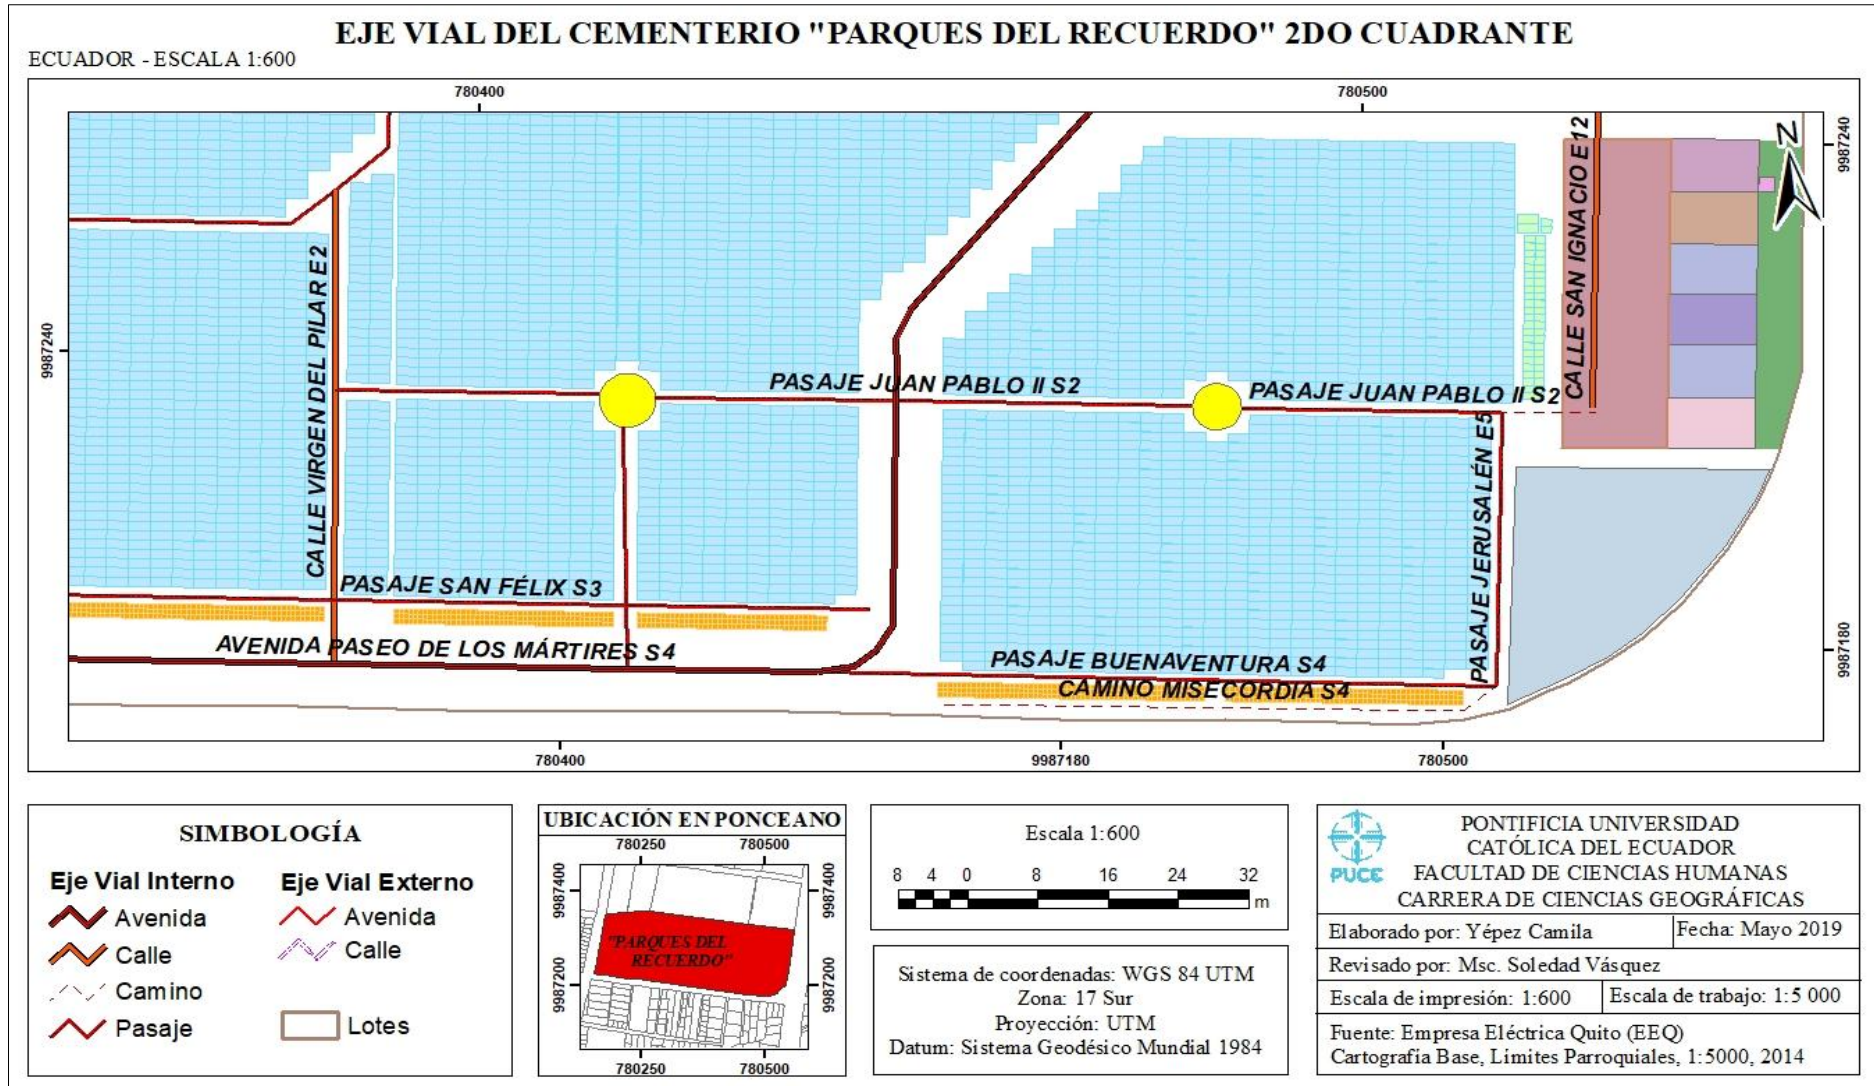 EJE VIAL DEL CEMENTERIO "PARQUES DEL RECUERDO" 2DO CUADRANTE
ECUADOR - ESCALA 1:600
780400
780500
9987240
9987240
9987180
N
CALLE VIRGEN DEL PILAR E2
CALLE SAN IGNACIO E12
PASAJE JUAN PABLO II S2
PASAJE JUAN PABLO II S2
PASAJE JERUSALÉN E5
PASAJE SAN FÉLIX S3
AVENIDA PASEO DE LOS MÁRTIRES S4
PASAJE BUENAVENTURA S4
CAMINO MISECORDIA S4
780400
9987180
780500
SIMBOLOGÍA
Eje Vial Interno
Avenida
Calle
Camino
Pasaje
Eje Vial Externo
Avenida
Calle
Lotes
UBICACIÓN EN PONCEANO
780250
780500
9987400
9987400
"PARQUES DEL
RECUERDO"
9987200
9987200
780250
780500
Escala 1:600
8 4 0 8 16 24 32
m
Sistema de coordenadas: WGS 84 UTM
Zona: 17 Sur
Proyección: UTM
Datum: Sistema Geodésico Mundial 1984
PUCE
PONTIFICIA UNIVERSIDAD
CATÓLICA DEL ECUADOR
FACULTAD DE CIENCIAS HUMANAS
CARRERA DE CIENCIAS GEOGRÁFICAS
Elaborado por: Yépez Camila
Fecha: Mayo 2019
Revisado por: Msc. Soledad Vásquez
Escala de impresión: 1:600
Escala de trabajo: 1:5 000
Fuente: Empresa Eléctrica Quito (EEQ)
Cartografía Base, Limites Parroquiales, 1:5000, 2014